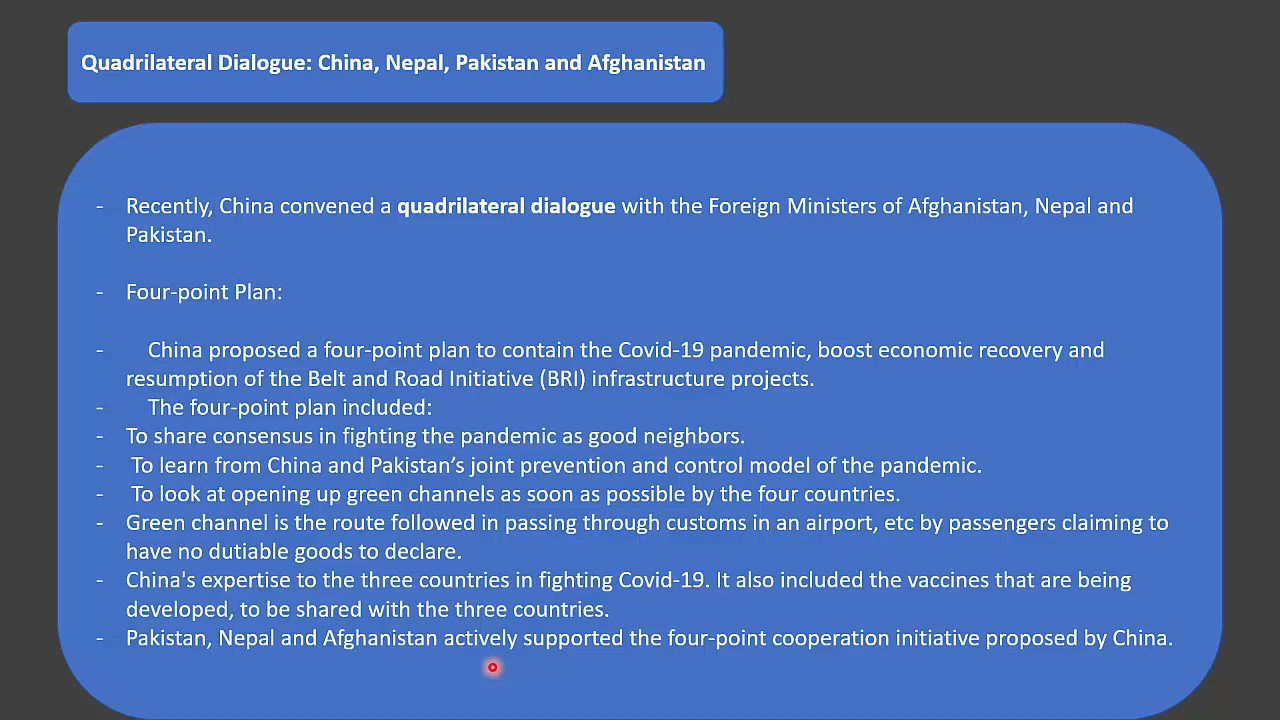 Quadrilateral Dialogue: China, Nepal, Pakistan and Afghanistan
- Recently, China convened a quadrilateral dialogue with the Foreign Ministers of Afghanistan, Nepal and
Pakistan.
- Four-point Plan:
- China proposed a four-point plan to contain the Covid-19 pandemic, boost economic recovery and
resumption of the Belt and Road Initiative (BRI) infrastructure projects.
- The four-point plan included:
- To share consensus in fighting the pandemic as good neighbors.
- To learn from China and Pakistan’s joint prevention and control model of the pandemic.
- To look at opening up green channels as soon as possible by the four countries.
- Green channel is the route followed in passing through customs in an airport, etc by passengers claiming to
have no dutiable goods to declare.
- China's expertise to the three countries in fighting Covid-19. It also included the vaccines that are being
developed, to be shared with the three countries.
- Pakistan, Nepal and Afghanistan actively supported the four-point cooperation initiative proposed by China.